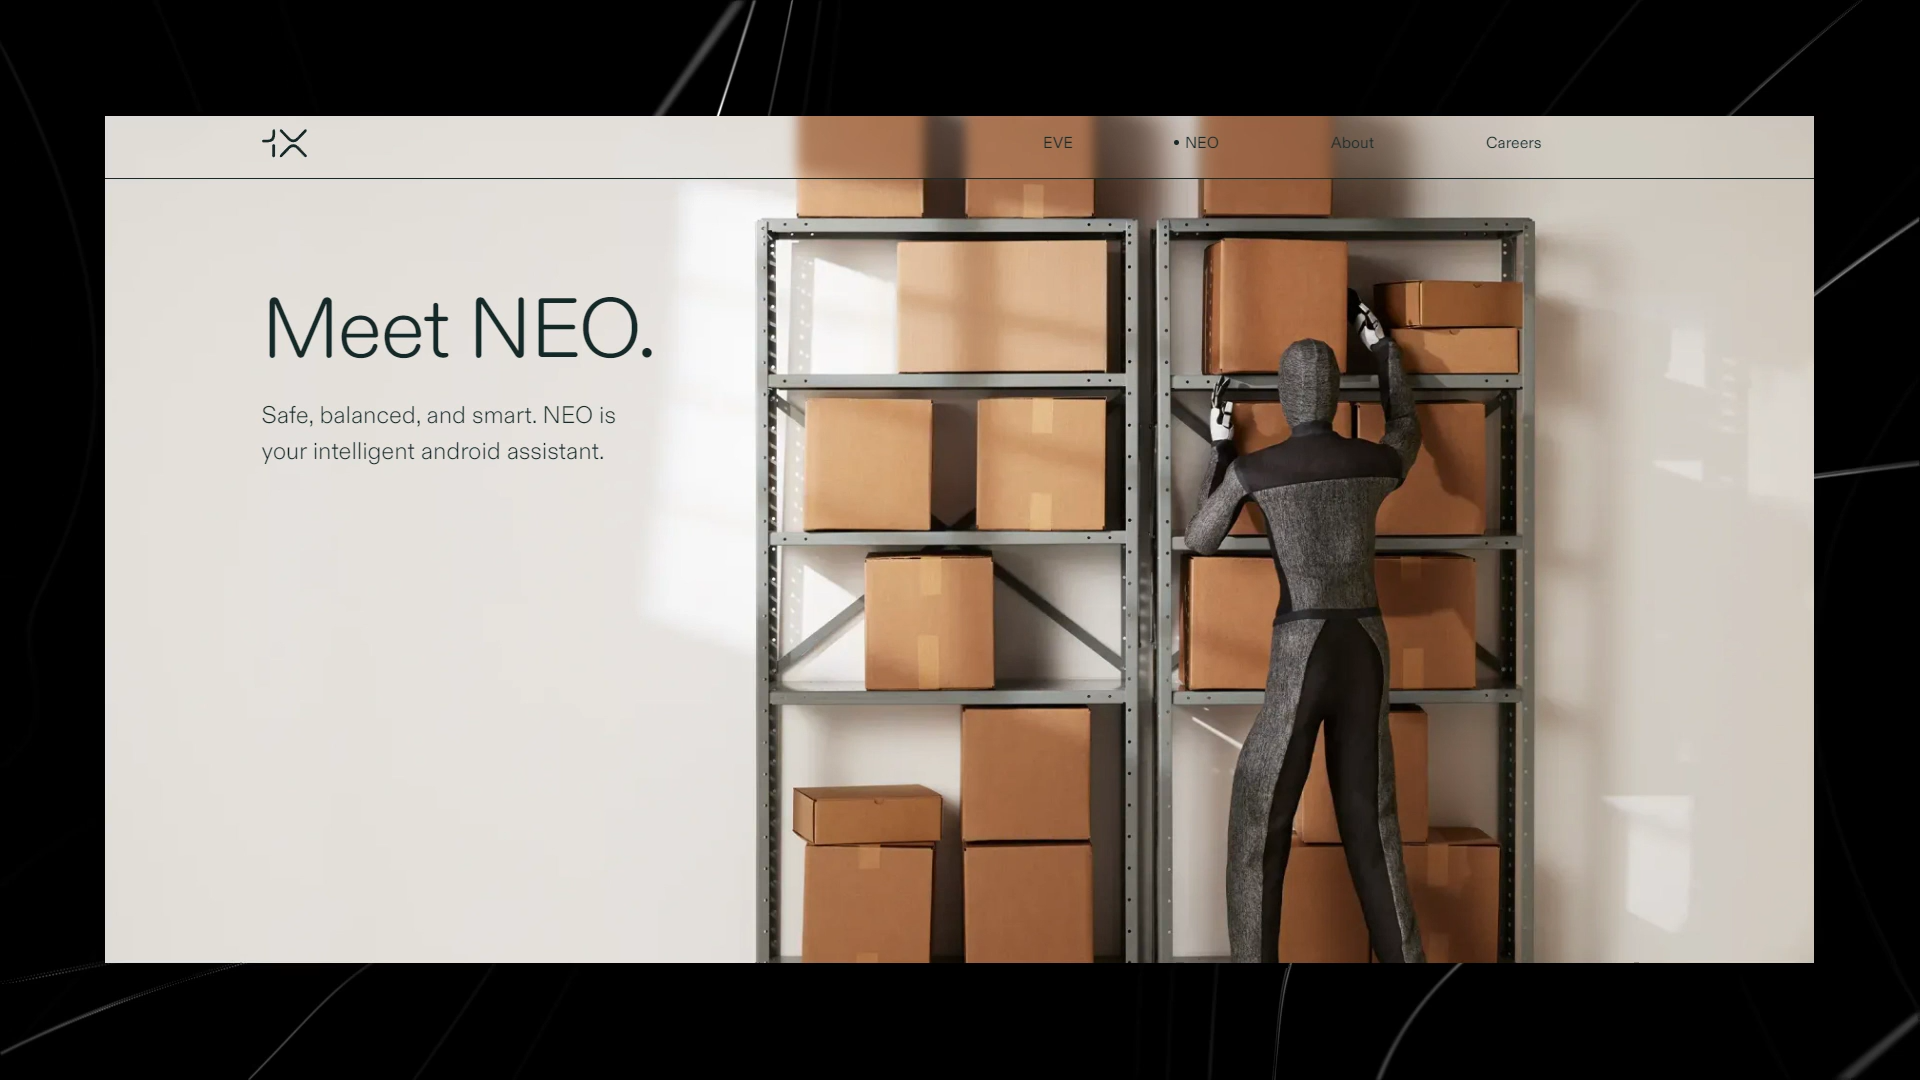 1X
EVE
NEO
About
Careers
Meet NEO.
Safe, balanced, and smart. NEO is
your intelligent android assistant.